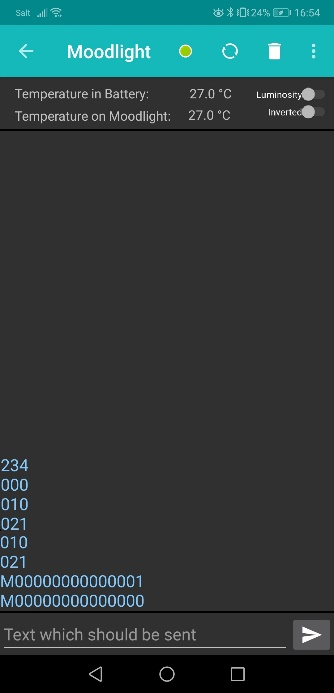 Salt 24% 16:54
Moodlight
Temperature in Battery: 27.0 °C Luminosity
Temperature on Moodlight: 27.0 °C Inverted
234
000
010
021
010
021
M00000000000001
M00000000000000
Text which should be sent